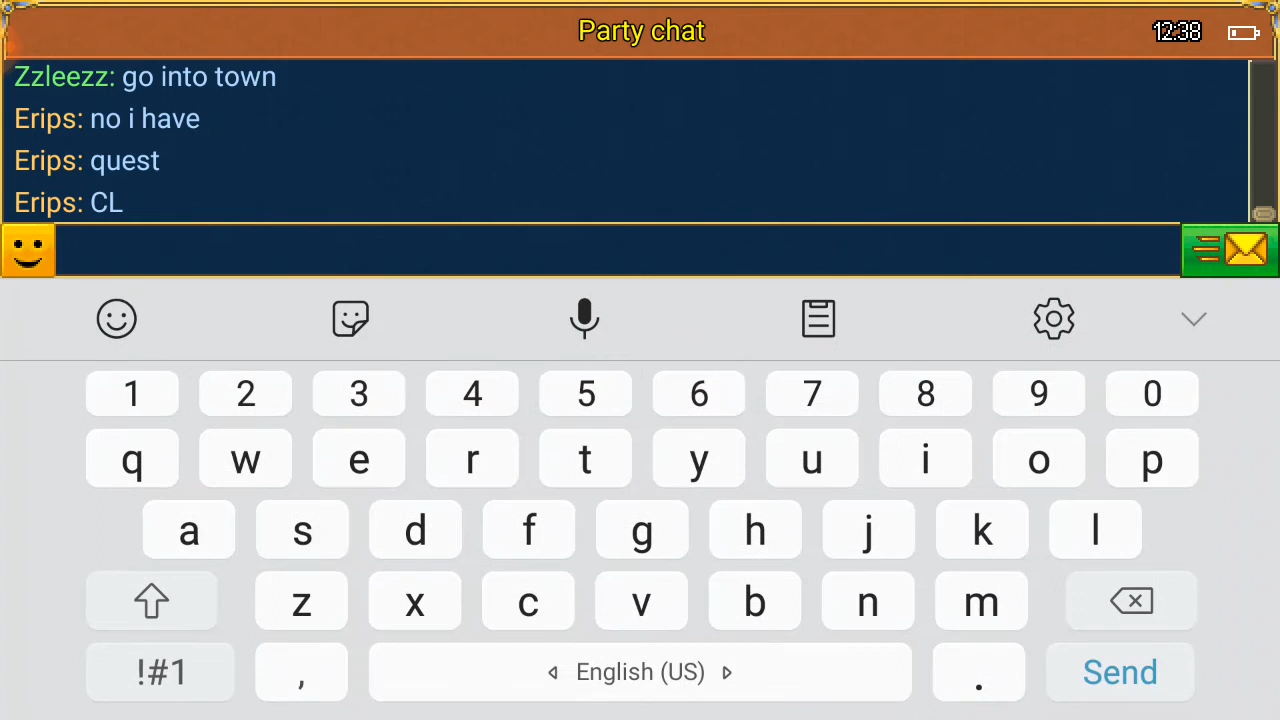 Party chat
12:38
Zzleezz: go into town
Erips: no i have
Erips: quest
Erips: CL
1 2 3 4 5 6 7 8 9 0
q w e r t y u i o p
a s d f g h j k l
z x c v b n m
!#1 , English (US) . Send